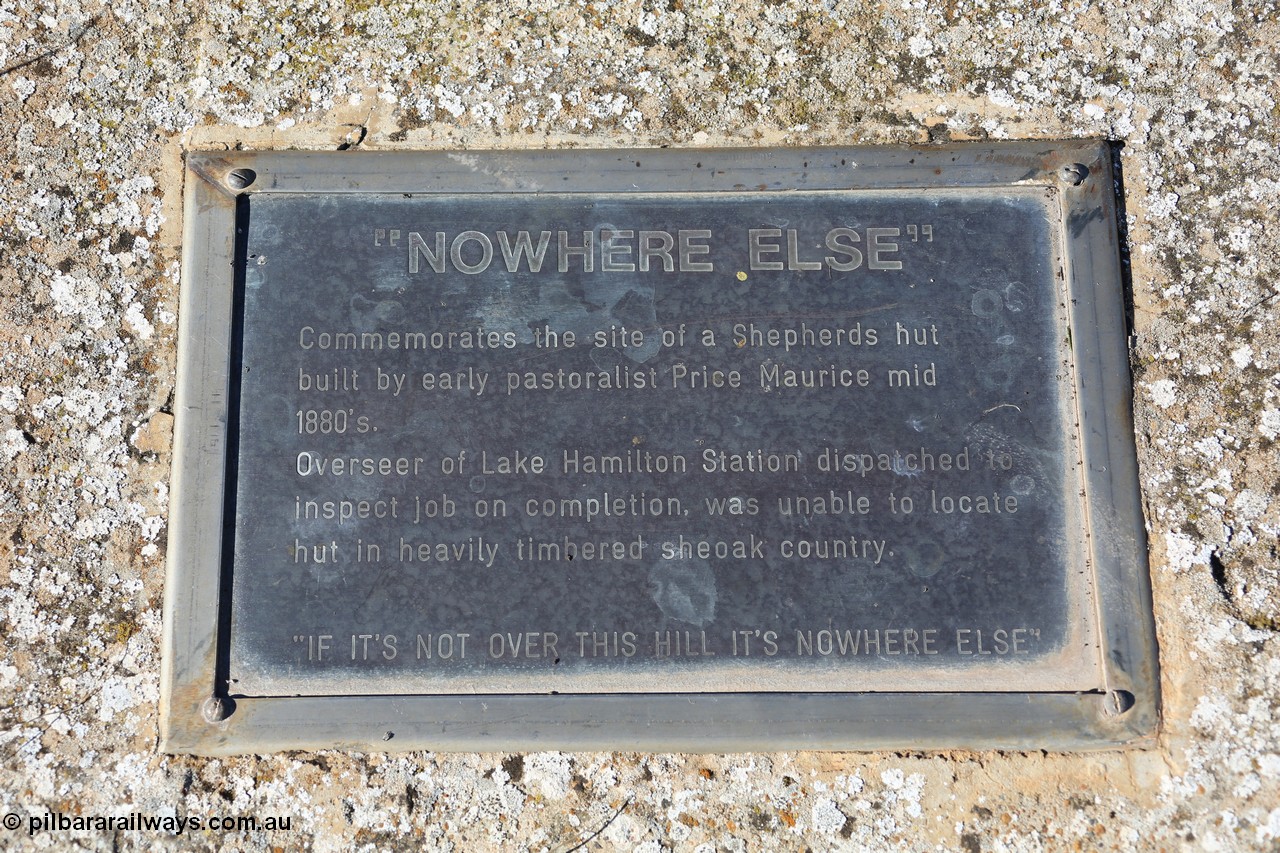 "NOWHERE ELSE"
Commemorates the site of a Shepherds hut
built by early pastoralist Price Maurice mid
1880's.
Overseer of Lake Hamilton Station dispatched to
inspect job on completion, was unable to locate
hut in heavily timbered sheoak country.
"IF IT'S NOT OVER THIS HILL IT'S NOWHERE ELSE"
© pilbararailways.com.au